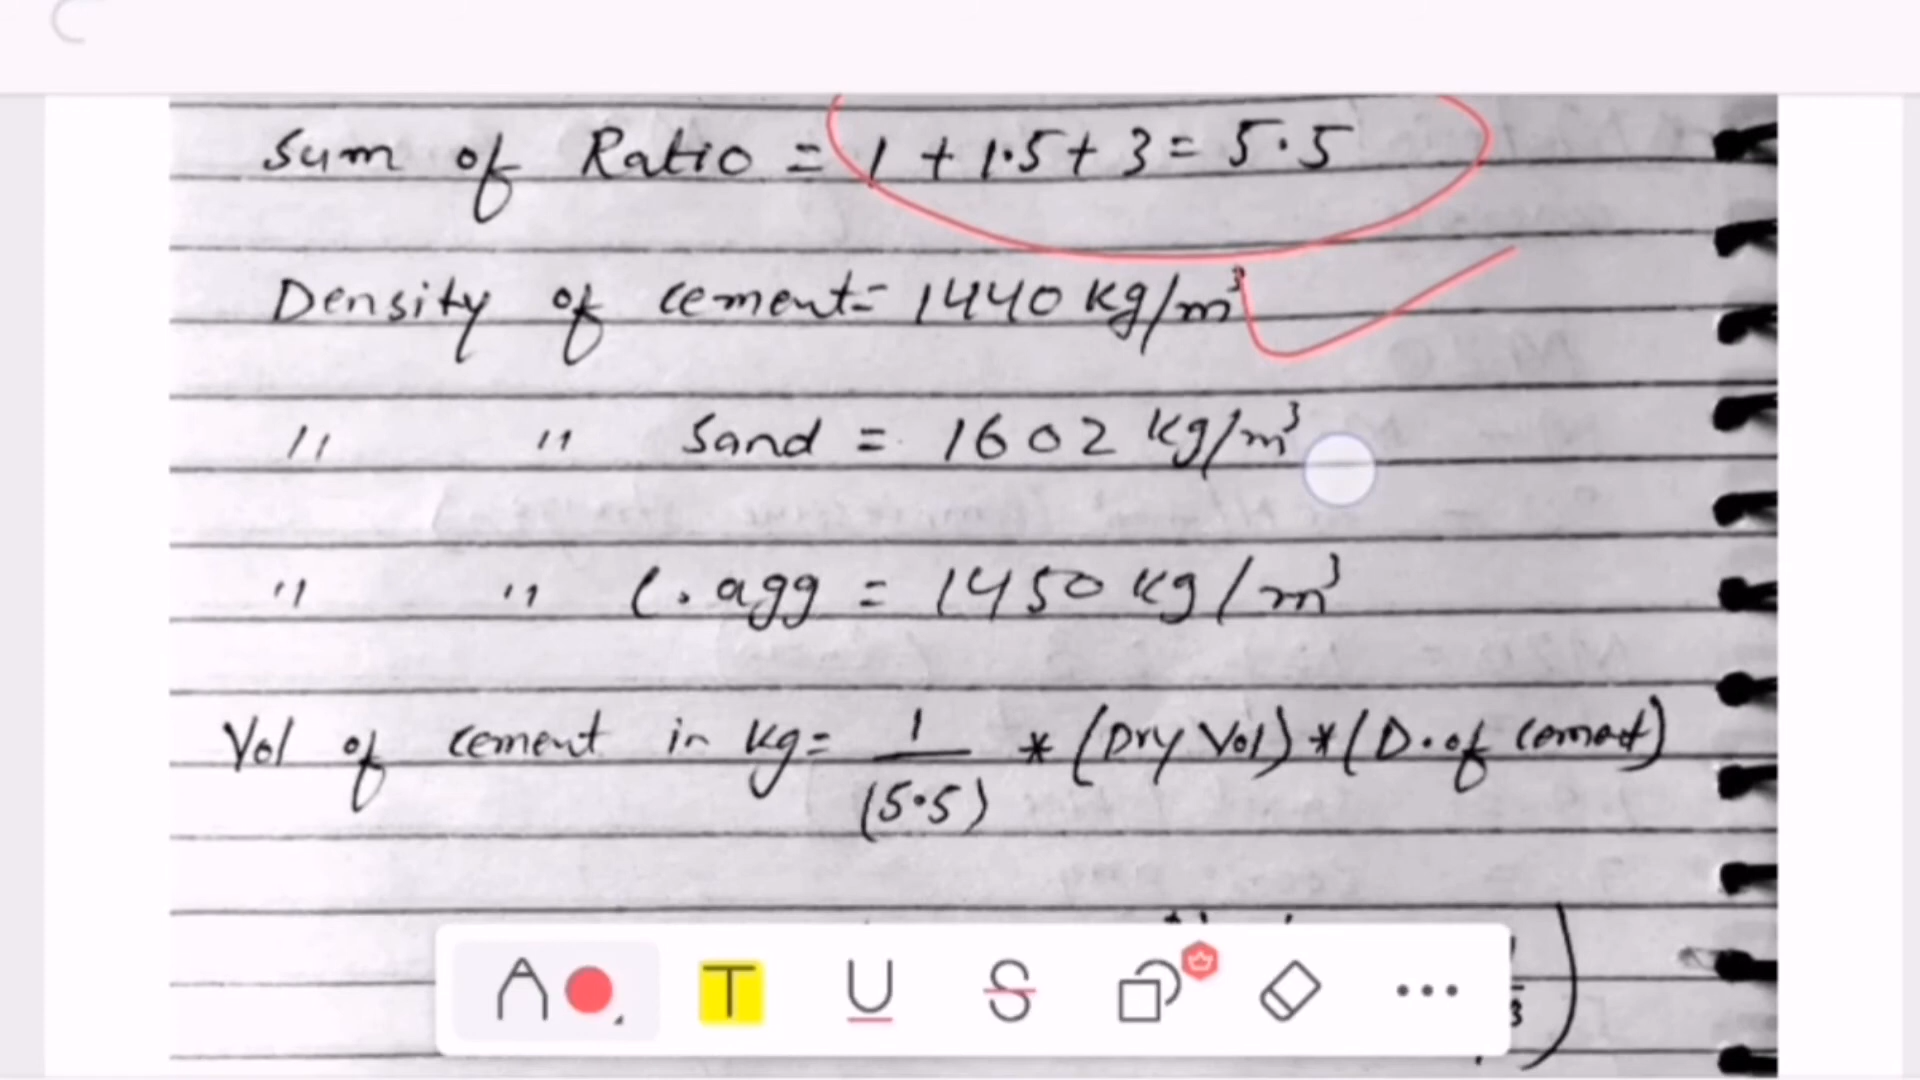 Sum of Ratio = 1 + 1.5 + 3 = 5.5
Density of cement = 1440 kg/m³
" " Sand = 1602 kg/m³
" " C.agg = 1450 kg/m³
Vol of cement in kg = 1/(5.5) * (Dry Vol) * (D. of cement)